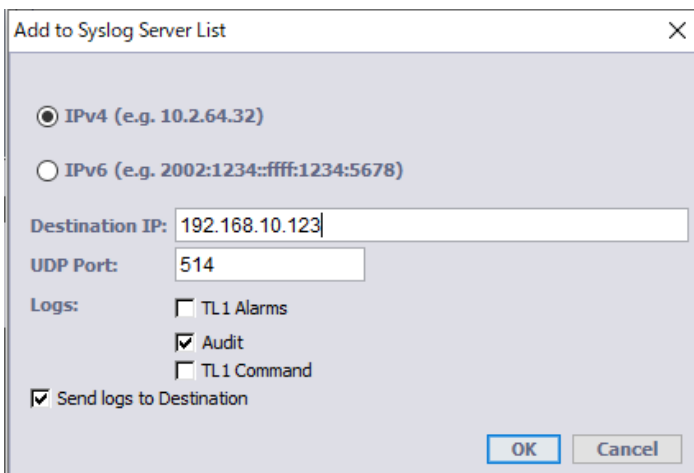 Add to Syslog Server List
IPv4 (e.g. 10.2.64.32)
IPv6 (e.g. 2002:1234::ffff:1234:5678)
Destination IP: 192.168.10.123
UDP Port: 514
Logs: TL1 Alarms
Audit
TL1 Command
Send logs to Destination
OK Cancel